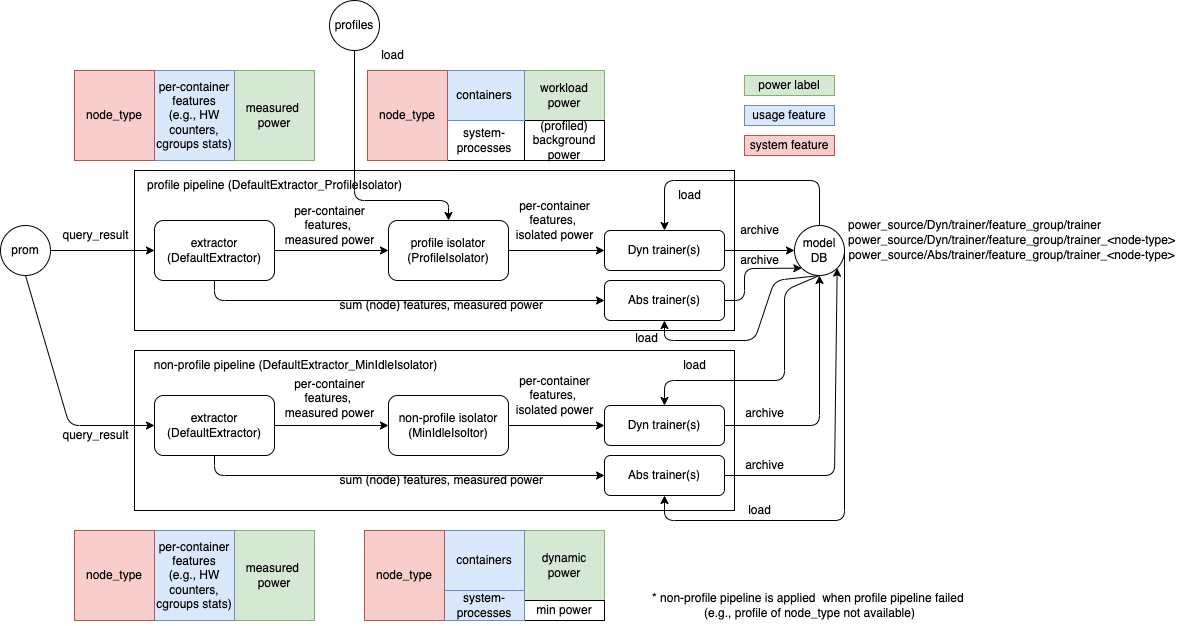 profiles
load
node_type
per-container
features
(e.g., HW
counters,
cgroups stats)
measured
power
node_type
containers
workload
power
system-
processes
(profiled)
background
power
power label
usage feature
system feature
profile pipeline (DefaultExtractor_ProfileIsolator)
prom
query_result
extractor
(DefaultExtractor)
per-container
features,
measured power
profile isolator
(ProfileIsolator)
per-container
features,
isolated power
load
Dyn trainer(s)
archive
archive
model
DB
power_source/Dyn/trainer/feature_group/trainer
power_source/Dyn/trainer/feature_group/trainer_<node-type>
power_source/Abs/trainer/feature_group/trainer_<node-type>
sum (node) features, measured power
Abs trainer(s)
load
non-profile pipeline (DefaultExtractor_MinIdleIsolator)
load
query_result
extractor
(DefaultExtractor)
per-container
features,
measured power
non-profile isolator
(MinIdleIsoltor)
per-container
features,
isolated power
Dyn trainer(s)
archive
sum (node) features, measured power
Abs trainer(s)
archive
load
node_type
per-container
features
(e.g., HW
counters,
cgroups stats)
measured
power
node_type
containers
dynamic
power
system-
processes
min power
* non-profile pipeline is applied  when profile pipeline failed
(e.g., profile of node_type not available)